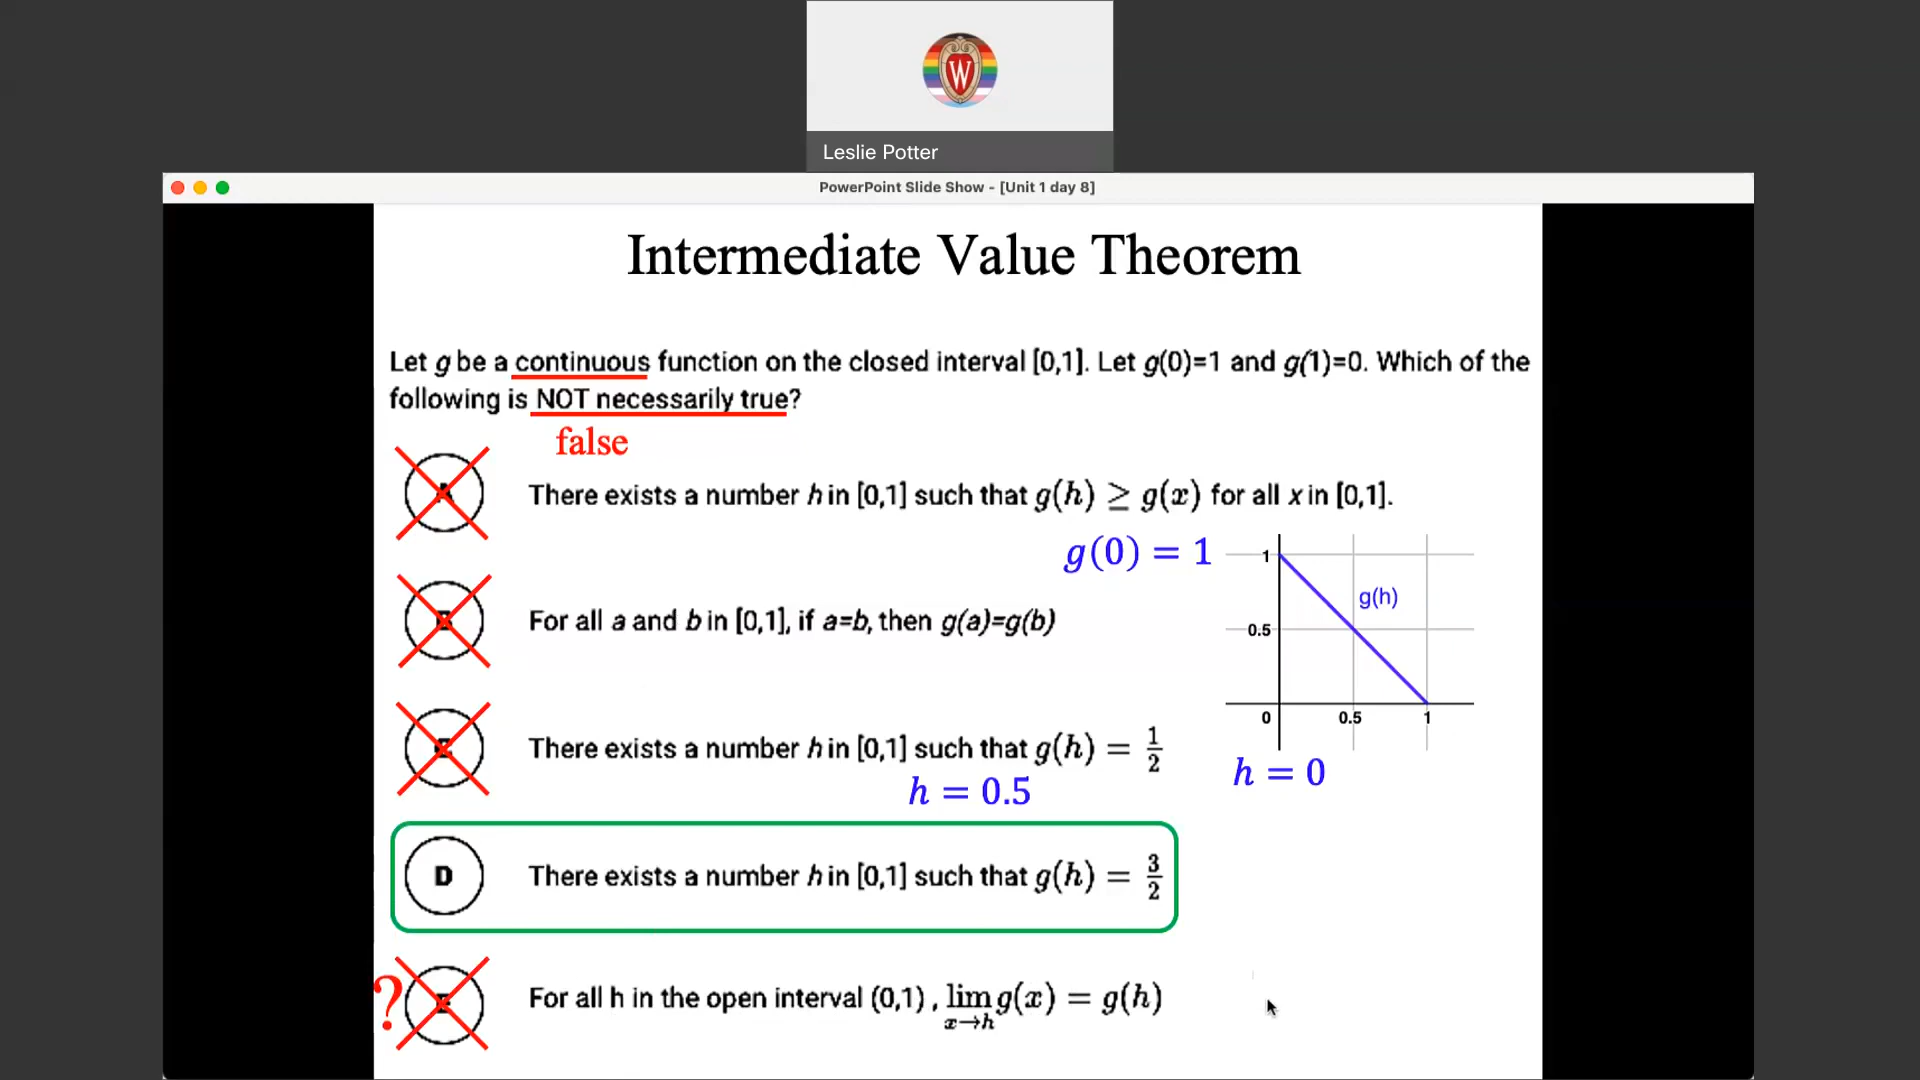 W
Leslie Potter
PowerPoint Slide Show - [Unit 1 day 8]
Intermediate Value Theorem
Let g be a continuous function on the closed interval [0,1]. Let g(0)=1 and g(1)=0. Which of the
following is NOT necessarily true?
false
There exists a number h in [0,1] such that g(h) ≥ g(x) for all x in [0,1].
g(0) = 1
1
g(h)
0.5
0
0.5
1
h = 0
For all a and b in [0,1], if a=b, then g(a)=g(b)
There exists a number h in [0,1] such that g(h) = 1/2
h = 0.5
D There exists a number h in [0,1] such that g(h) = 3/2
? For all h in the open interval (0,1), lim x→h g(x) = g(h)